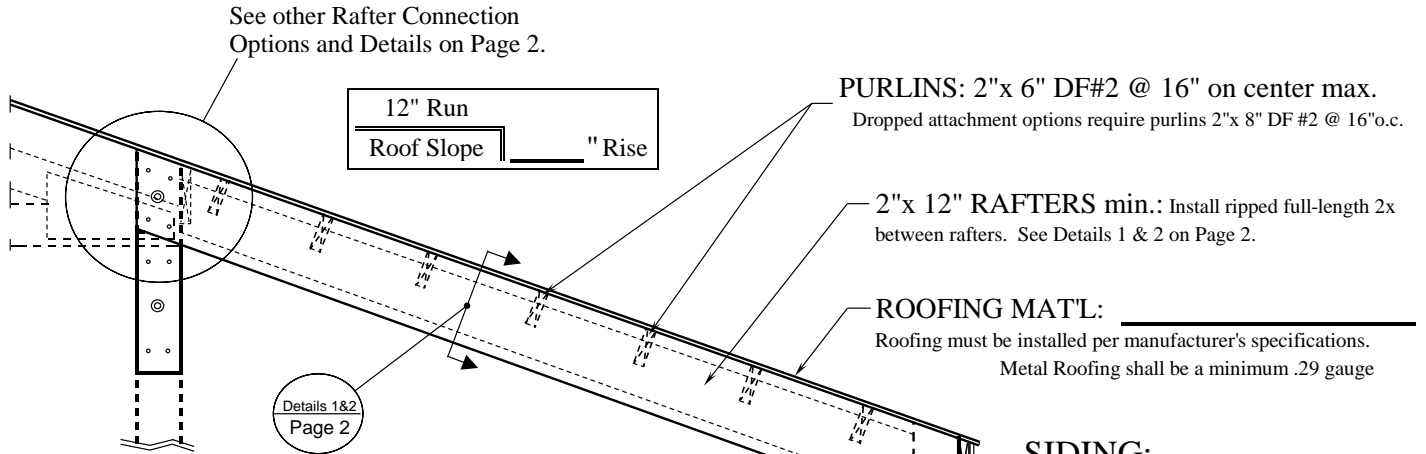 See other Rafter Connection
Options and Details on Page 2.
12" Run
Roof Slope ______ " Rise
PURLINS: 2"x 6" DF#2 @ 16" on center max.
Dropped attachment options require purlins 2"x 8" DF #2 @ 16"o.c.
2"x 12" RAFTERS min.: Install ripped full-length 2x
between rafters. See Details 1 & 2 on Page 2.
ROOFING MAT'L: ______
Roofing must be installed per manufacturer's specifications.
Metal Roofing shall be a minimum .29 gauge
Details 1&2
Page 2
SIDING: